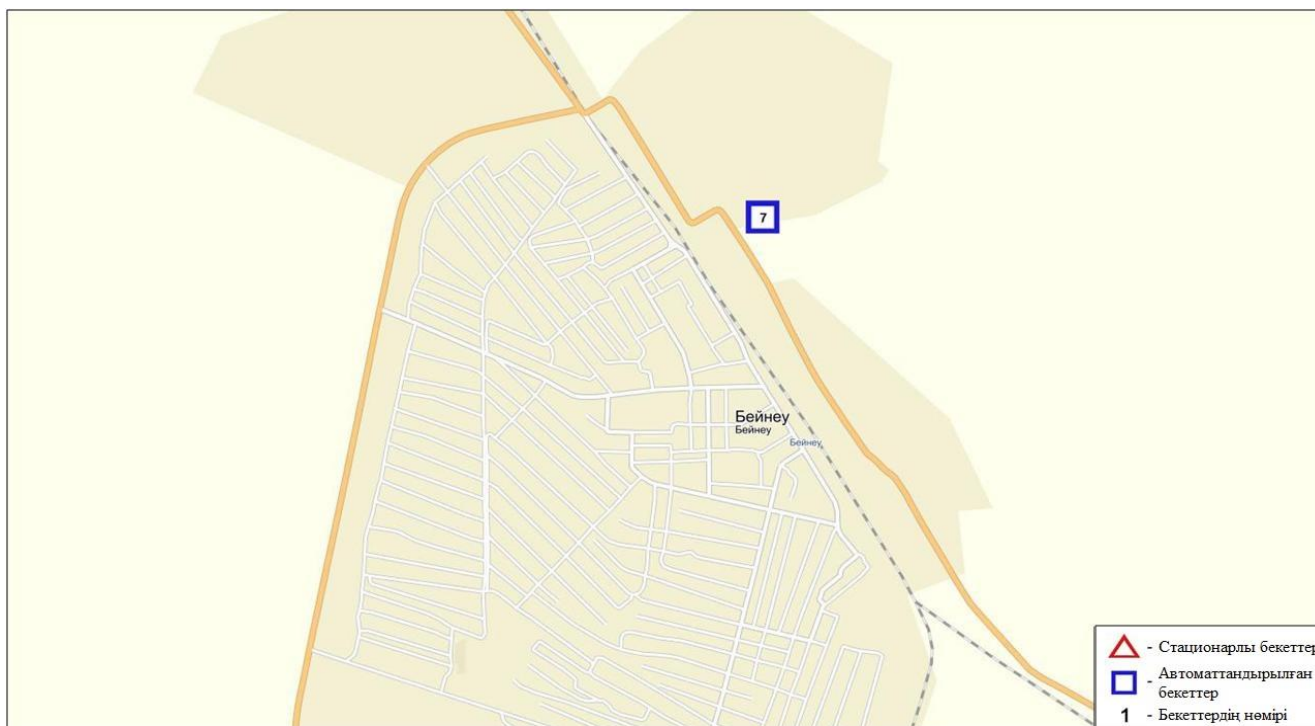 7
Бейнеу
Бейнеу
Бейнеу
- Стационарлы бекеттер
- Автоматтандырылған
бекеттер
1 - Бекеттердің нөмірі